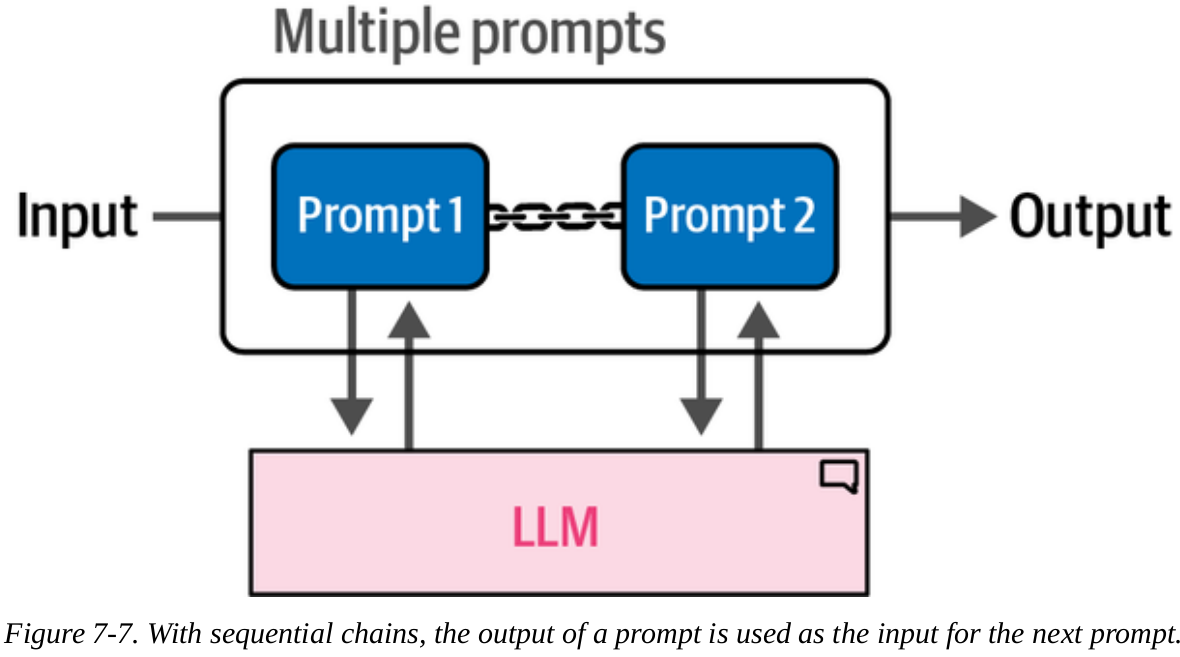 Multiple prompts
Input
Prompt 1
Prompt 2
Output
LLM
Figure 7-7. With sequential chains, the output of a prompt is used as the input for the next prompt.